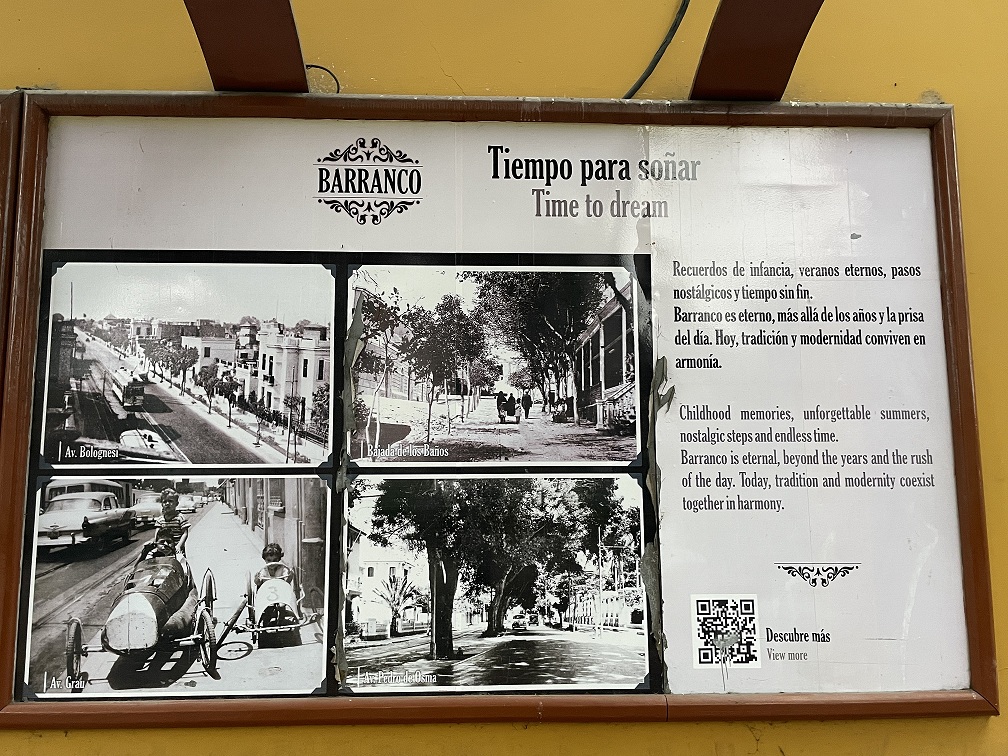 BARRANCO
Tiempo para soñar
Time to dream
Recuerdos de infancia, veranos eternos, pasos
nostálgicos y tiempo sin fin.
Barranco es eterno, más allá de los años y la prisa
del día. Hoy, tradición y modernidad conviven en
armonía.
Childhood memories, unforgettable summers,
nostalgic steps and endless time.
Barranco is eternal, beyond the years and the rush
of the day. Today, tradition and modernity coexist
together in harmony.
Av. Bolognesi
Bajada de los Baños
Av. Grau
3
Av. Pedro de Osma
Descubre más
View more